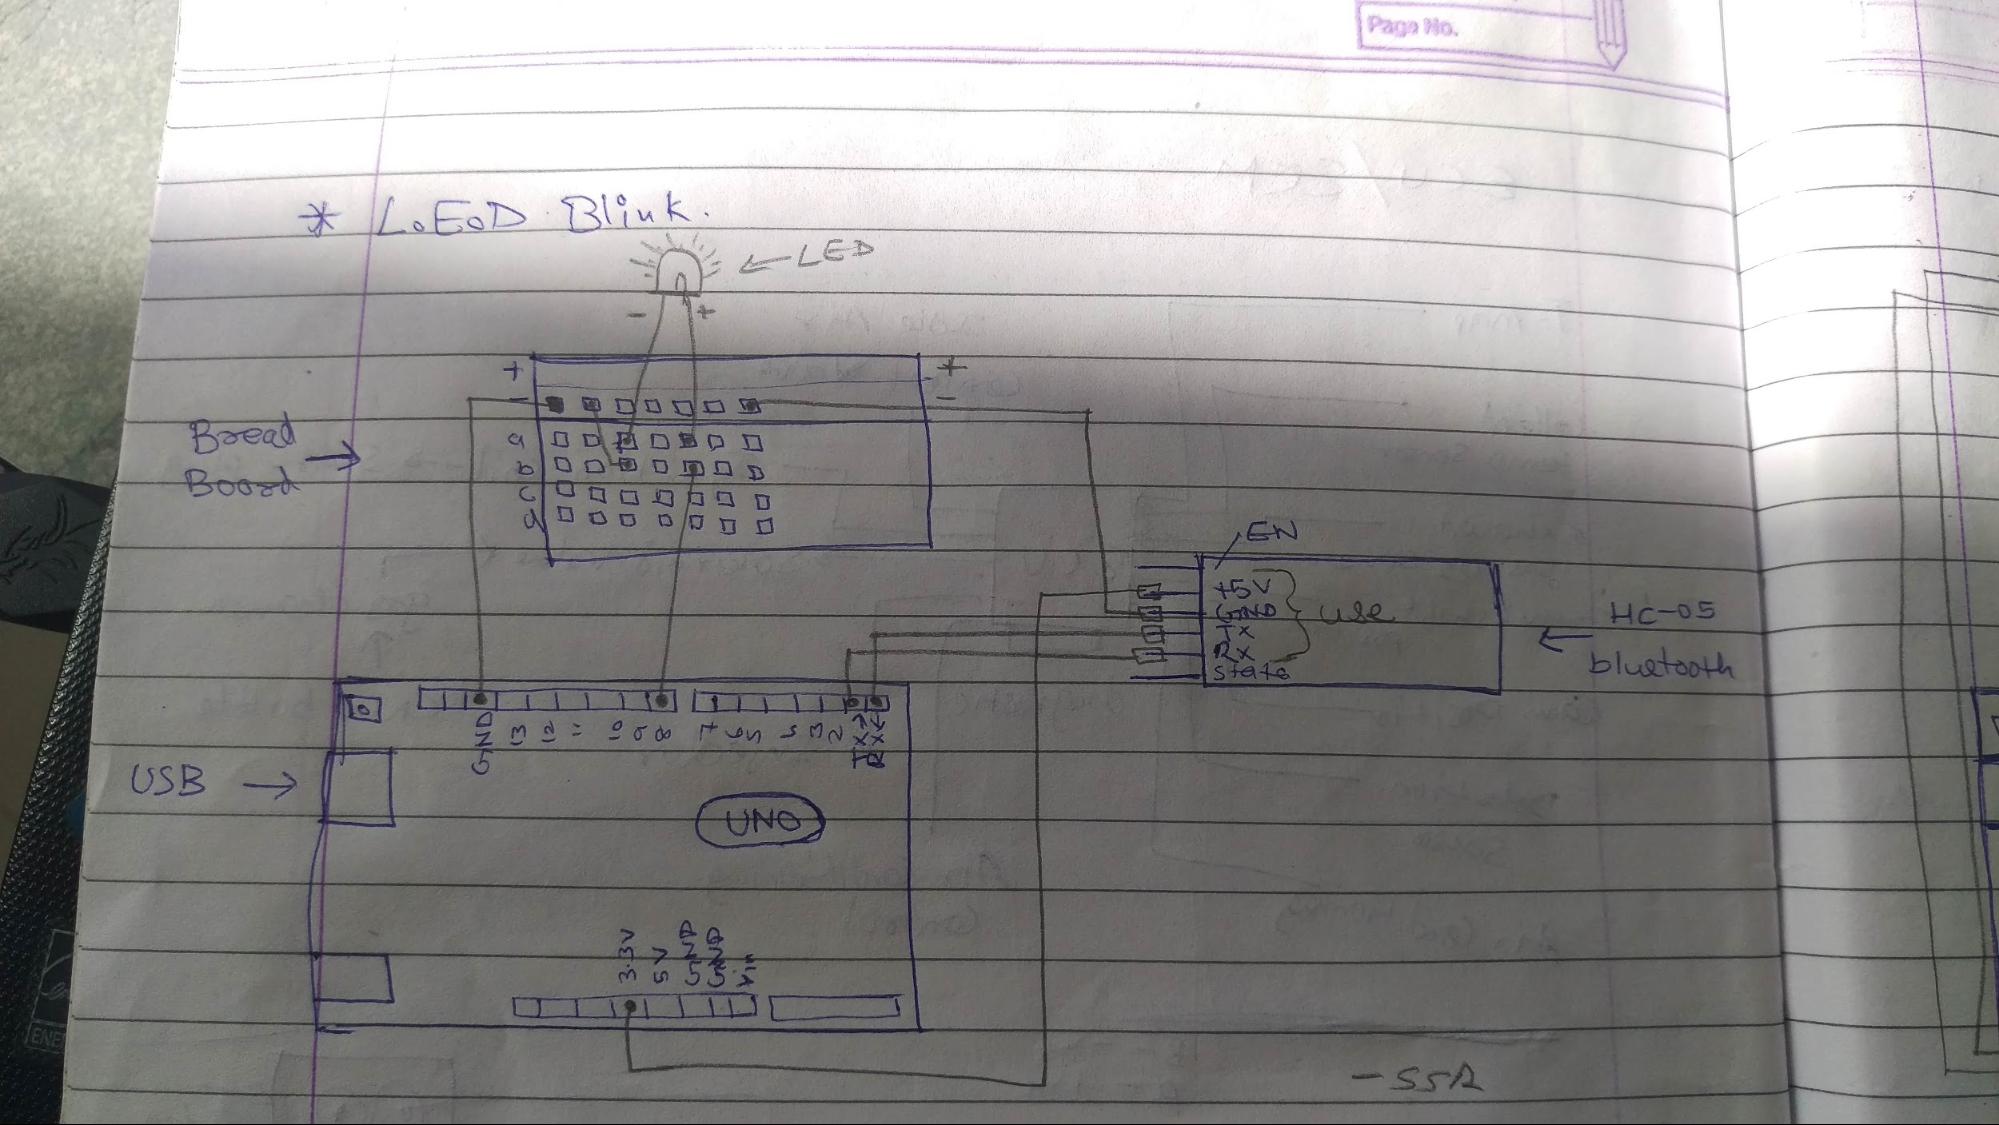 Page No.
* L.E.D. Blink.
← LED
- +
+ +
- -
Bread
Board →
a
b
c
d
EN
+5V
GND
Tx
Rx
state
use
← HC-05
bluetooth
GND 13 12 11 10 9 8 7 6 5 4 3 2 Tx> Rx<
USB →
UNO
3.3V 5V GND GND Vin
- SSA